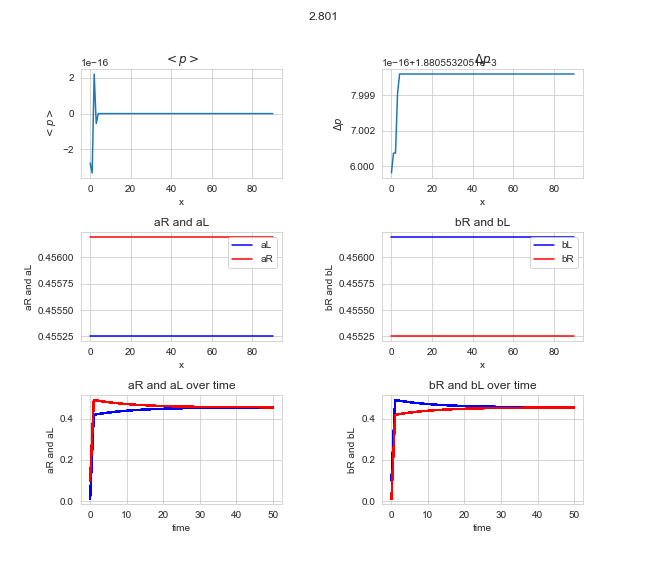 2.801
1e−16
< p >
2
0
−2
< p >
0 20 40 60 80
x
Δp
1e−16+1.8805532051e−3
7.999
7.002
6.000
Δp
0 20 40 60 80
x
aR and aL
aL
aR
0.45600
0.45575
0.45550
0.45525
aR and aL
0 20 40 60 80
x
bR and bL
bL
bR
0.45600
0.45575
0.45550
0.45525
bR and bL
0 20 40 60 80
x
aR and aL over time
0.4
0.2
0.0
aR and aL
0 10 20 30 40 50
time
bR and bL over time
0.4
0.2
0.0
bR and bL
0 10 20 30 40 50
time